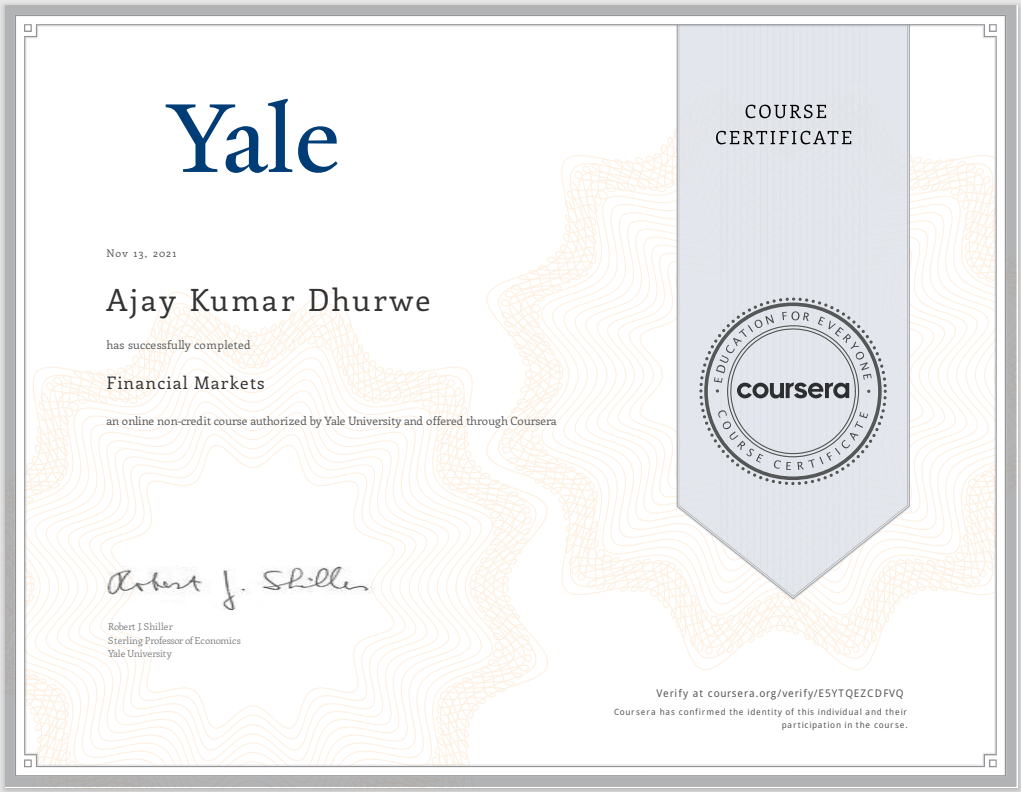 Yale
COURSE
CERTIFICATE
Nov 13, 2021
Ajay Kumar Dhurwe
has successfully completed
Financial Markets
an online non-credit course authorized by Yale University and offered through Coursera
EDUCATION FOR EVERYONE
coursera
COURSE CERTIFICATE
Robert J. Shiller
Robert J. Shiller
Sterling Professor of Economics
Yale University
Verify at coursera.org/verify/E5YTQEZCDFVQ
Coursera has confirmed the identity of this individual and their
participation in the course.